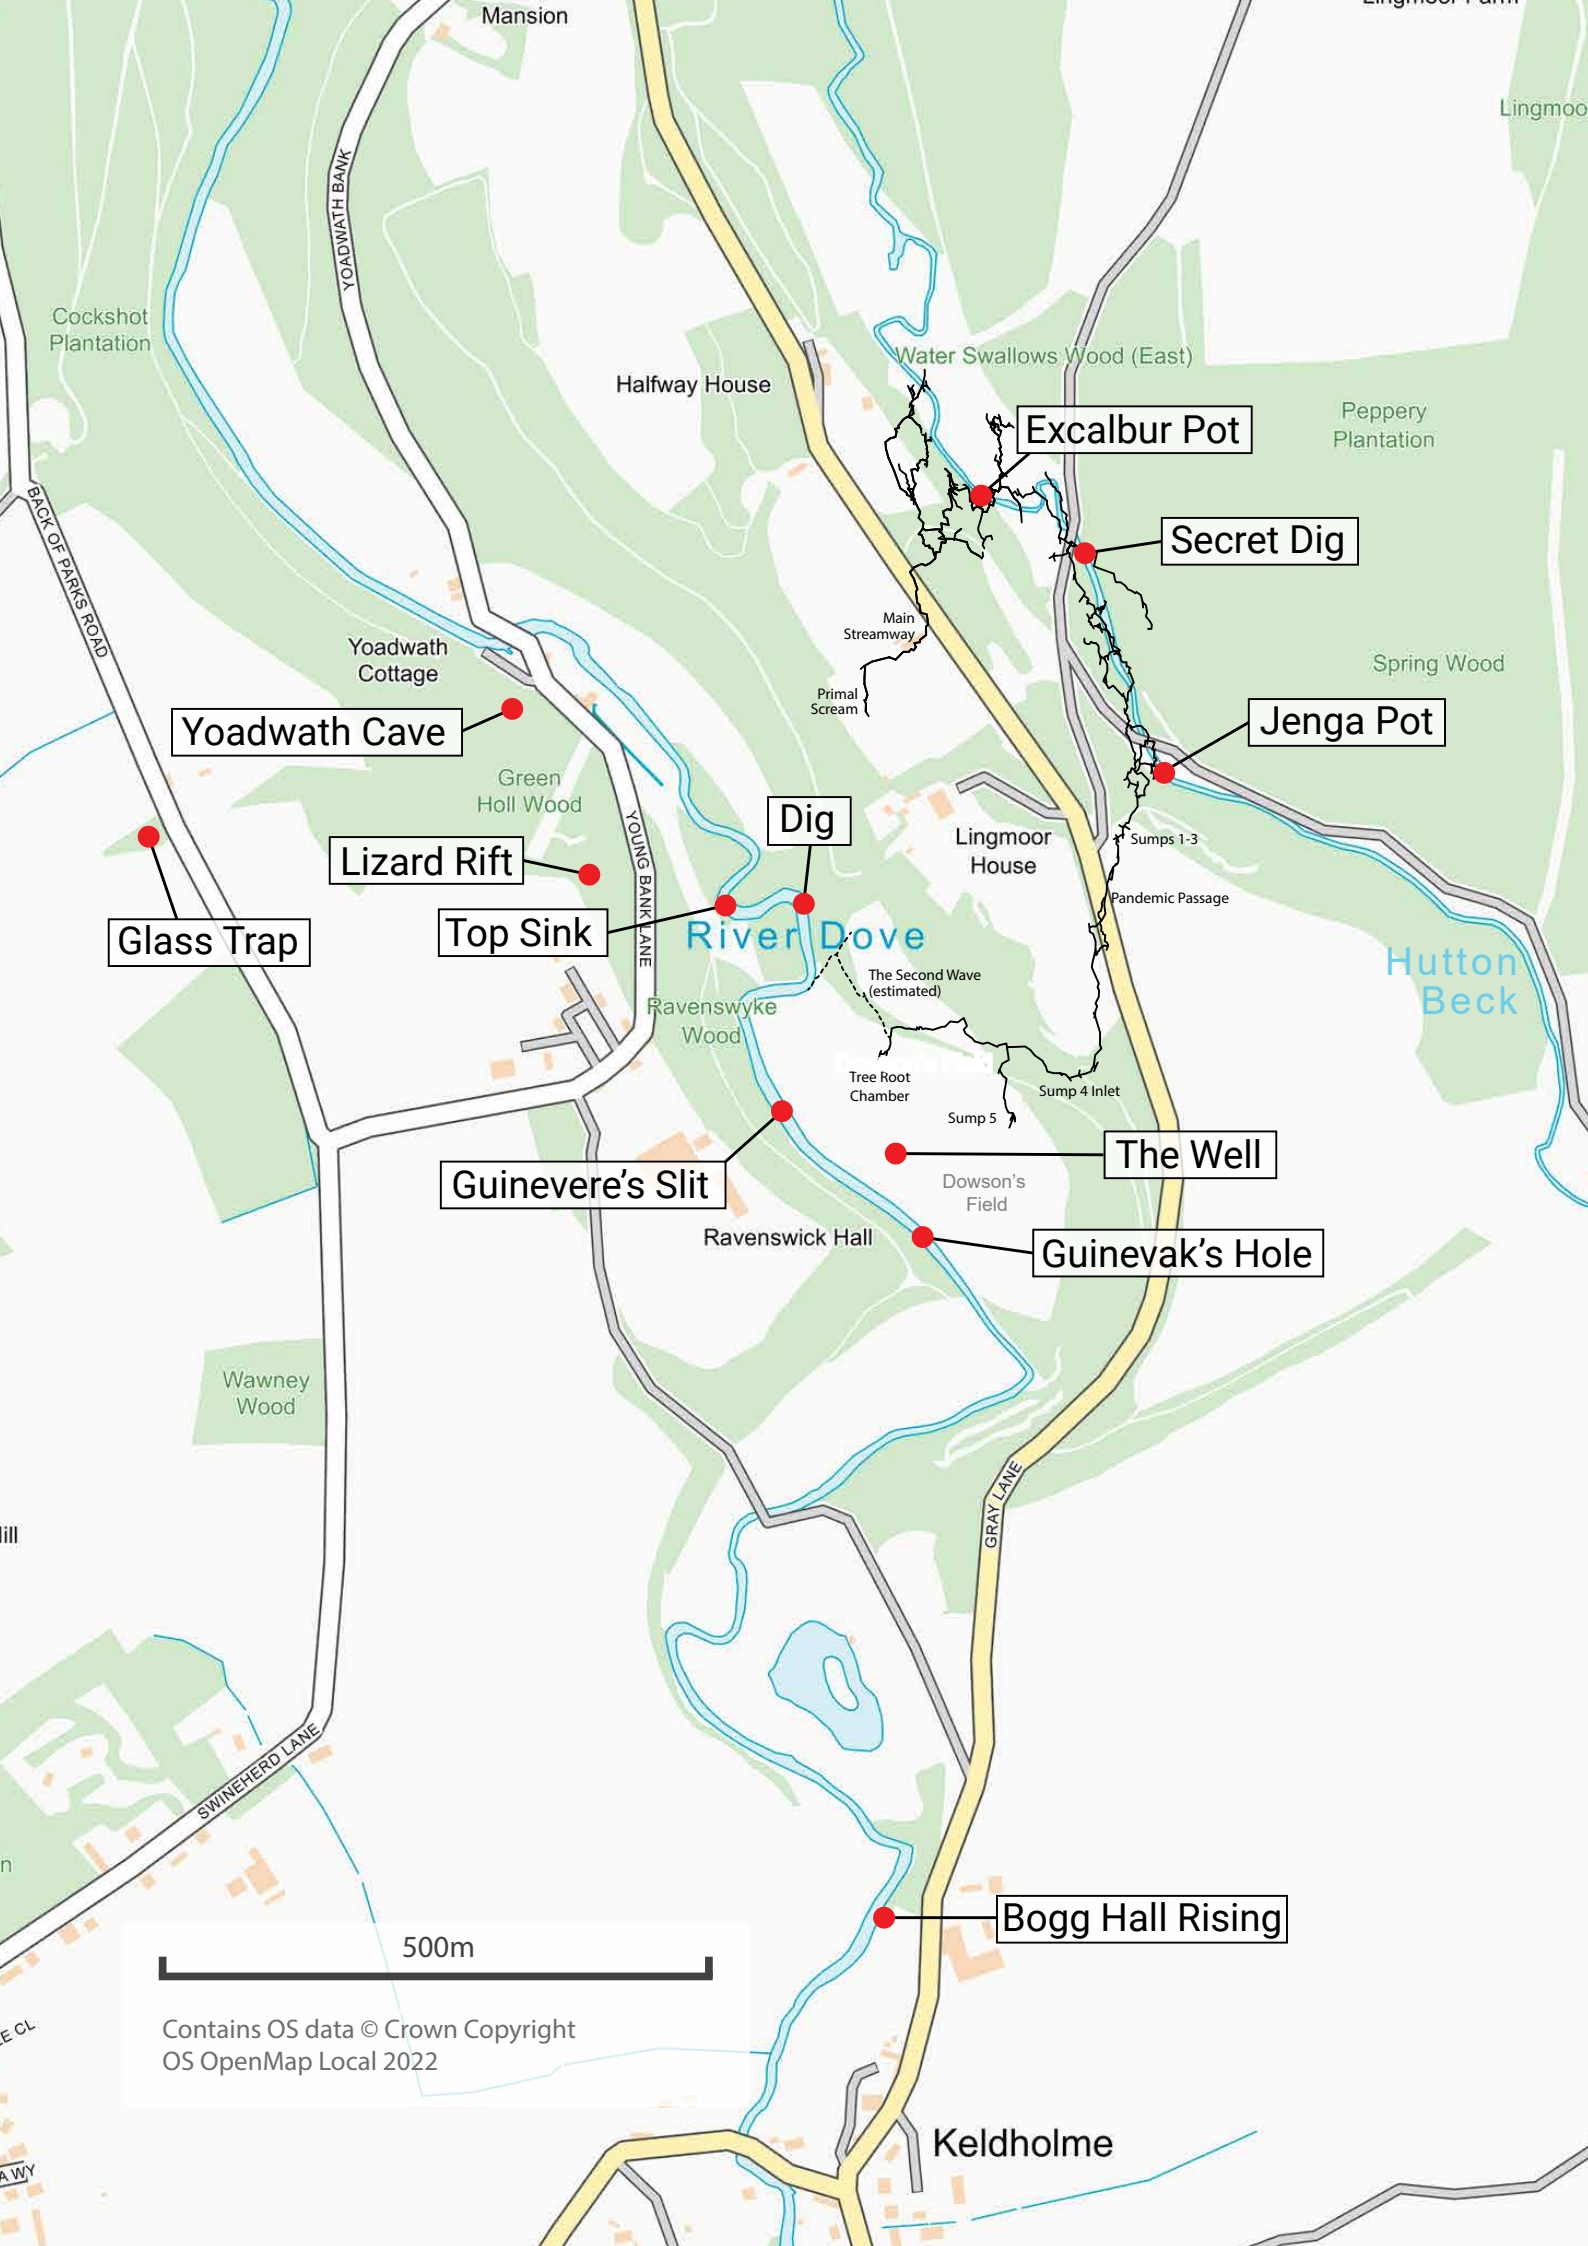 Mansion
Lingmoor Farm
Lingmoo
YOADWATH BANK
Cockshot
Plantation
Water Swallows Wood (East)
Halfway House
Peppery
Plantation
Excalbur Pot
BACK OF PARKS ROAD
Secret Dig
Main
Streamway
Yoadwath
Cottage
Spring Wood
Primal
Scream
Yoadwath Cave
Jenga Pot
Green
Holl Wood
Dig
YOUNG BANK LANE
Lingmoor
House
Sumps 1-3
Lizard Rift
Pandemic Passage
Top Sink
Glass Trap
River Dove
Hutton
Beck
The Second Wave
(estimated)
Ravenswyke
Wood
Tree Root
Chamber
Sump 4 Inlet
Sump 5
The Well
Guinevere's Slit
Dowson's
Field
Ravenswick Hall
Guinevak's Hole
Wawney
Wood
GRAY LANE
ill
SWINEHERD LANE
n
Bogg Hall Rising
500m
E CL
Contains OS data © Crown Copyright
OS OpenMap Local 2022
Keldholme
A WY